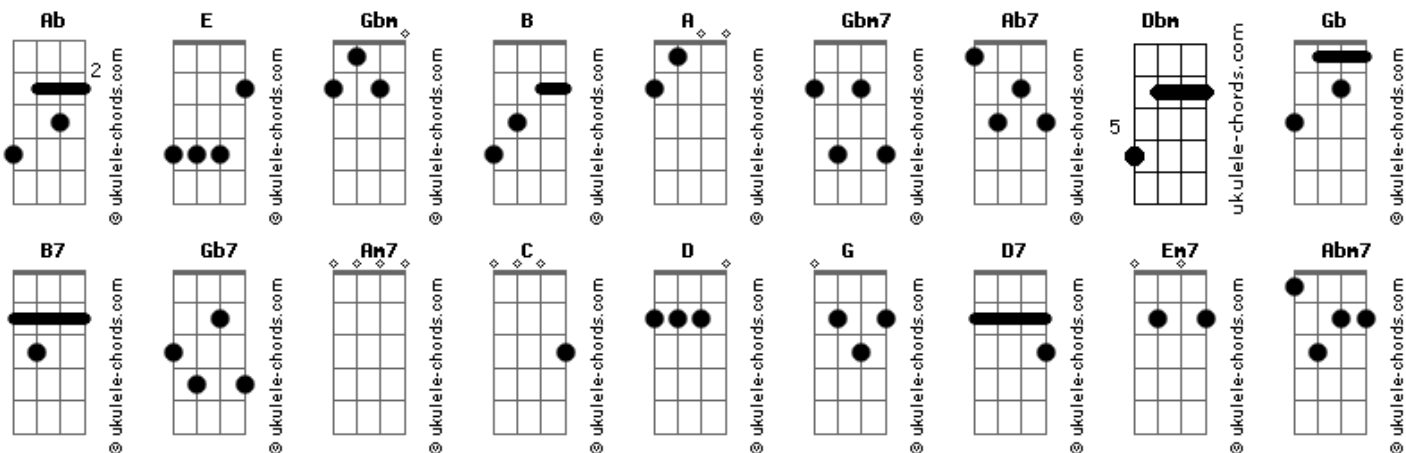 Ab E Gbm B A Gbm7 Ab7 Dbm Gb
2
5
© ukulele-chords.com © ukulele-chords.com © ukulele-chords.com © ukulele-chords.com © ukulele-chords.com © ukulele-chords.com © ukulele-chords.com ukulele-chords.com © ukulele-chords.com
B7 Gb7 Am7 C D G D7 Em7 Abm7
© ukulele-chords.com © ukulele-chords.com © ukulele-chords.com © ukulele-chords.com © ukulele-chords.com © ukulele-chords.com © ukulele-chords.com © ukulele-chords.com © ukulele-chords.com